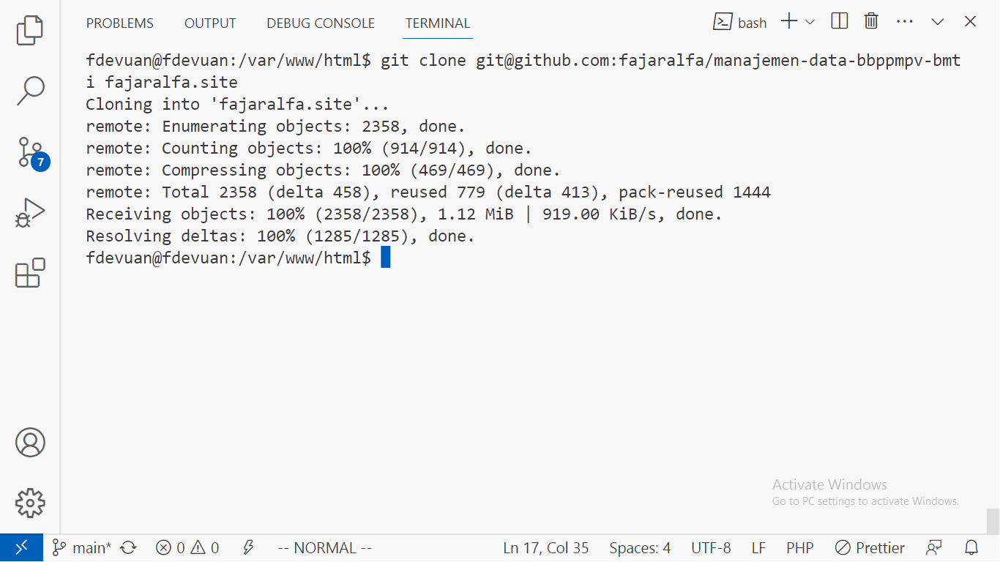 PROBLEMS OUTPUT DEBUG CONSOLE TERMINAL bash
fdevuan@fdevuan:/var/www/html$ git clone git@github.com:fajaralfa/manajemen-data-bbppmpv-bmt
i fajaralfa.site
Cloning into 'fajaralfa.site'...
remote: Enumerating objects: 2358, done.
remote: Counting objects: 100% (914/914), done.
remote: Compressing objects: 100% (469/469), done.
remote: Total 2358 (delta 458), reused 779 (delta 413), pack-reused 1444
Receiving objects: 100% (2358/2358), 1.12 MiB | 919.00 KiB/s, done.
Resolving deltas: 100% (1285/1285), done.
fdevuan@fdevuan:/var/www/html$
7
Activate Windows
Go to PC settings to activate Windows.
main* 0 0 -- NORMAL -- Ln 17, Col 35 Spaces: 4 UTF-8 LF PHP Prettier